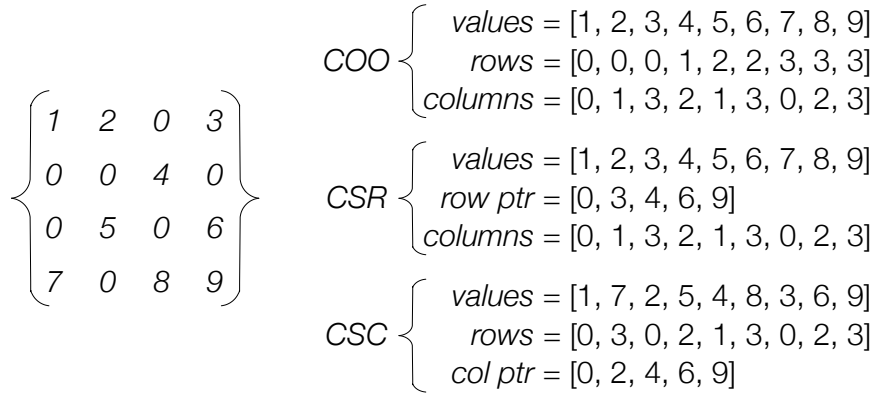 1 2 0 3
0 0 4 0
0 5 0 6
7 0 8 9
COO
values = [1, 2, 3, 4, 5, 6, 7, 8, 9]
rows = [0, 0, 0, 1, 2, 2, 3, 3, 3]
columns = [0, 1, 3, 2, 1, 3, 0, 2, 3]
CSR
values = [1, 2, 3, 4, 5, 6, 7, 8, 9]
row ptr = [0, 3, 4, 6, 9]
columns = [0, 1, 3, 2, 1, 3, 0, 2, 3]
CSC
values = [1, 7, 2, 5, 4, 8, 3, 6, 9]
rows = [0, 3, 0, 2, 1, 3, 0, 2, 3]
col ptr = [0, 2, 4, 6, 9]